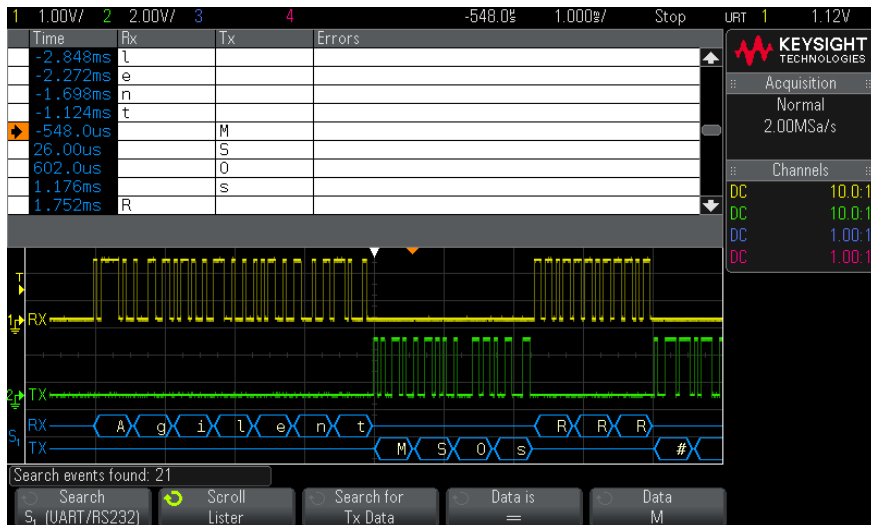 1 1.00V/ 2 2.00V/ 3 4 -548.0us 1.000ms/ Stop URT 1 1.12V
Time Rx Tx Errors
-2.848ms l
-2.272ms e
-1.698ms n
-1.124ms t
-548.0us M
26.00us S
602.0us O
1.176ms s
1.752ms R
KEYSIGHT
TECHNOLOGIES
Acquisition
Normal
2.00MSa/s
Channels
DC 10.0:1
DC 10.0:1
DC 1.00:1
DC 1.00:1
T
1 RX
2 TX
S1 RX A g i l e n t R R R
TX M S O s #
Search events found: 21
Search
S1 (UART/RS232)
Scroll
Lister
Search for
Tx Data
Data is
=
Data
M